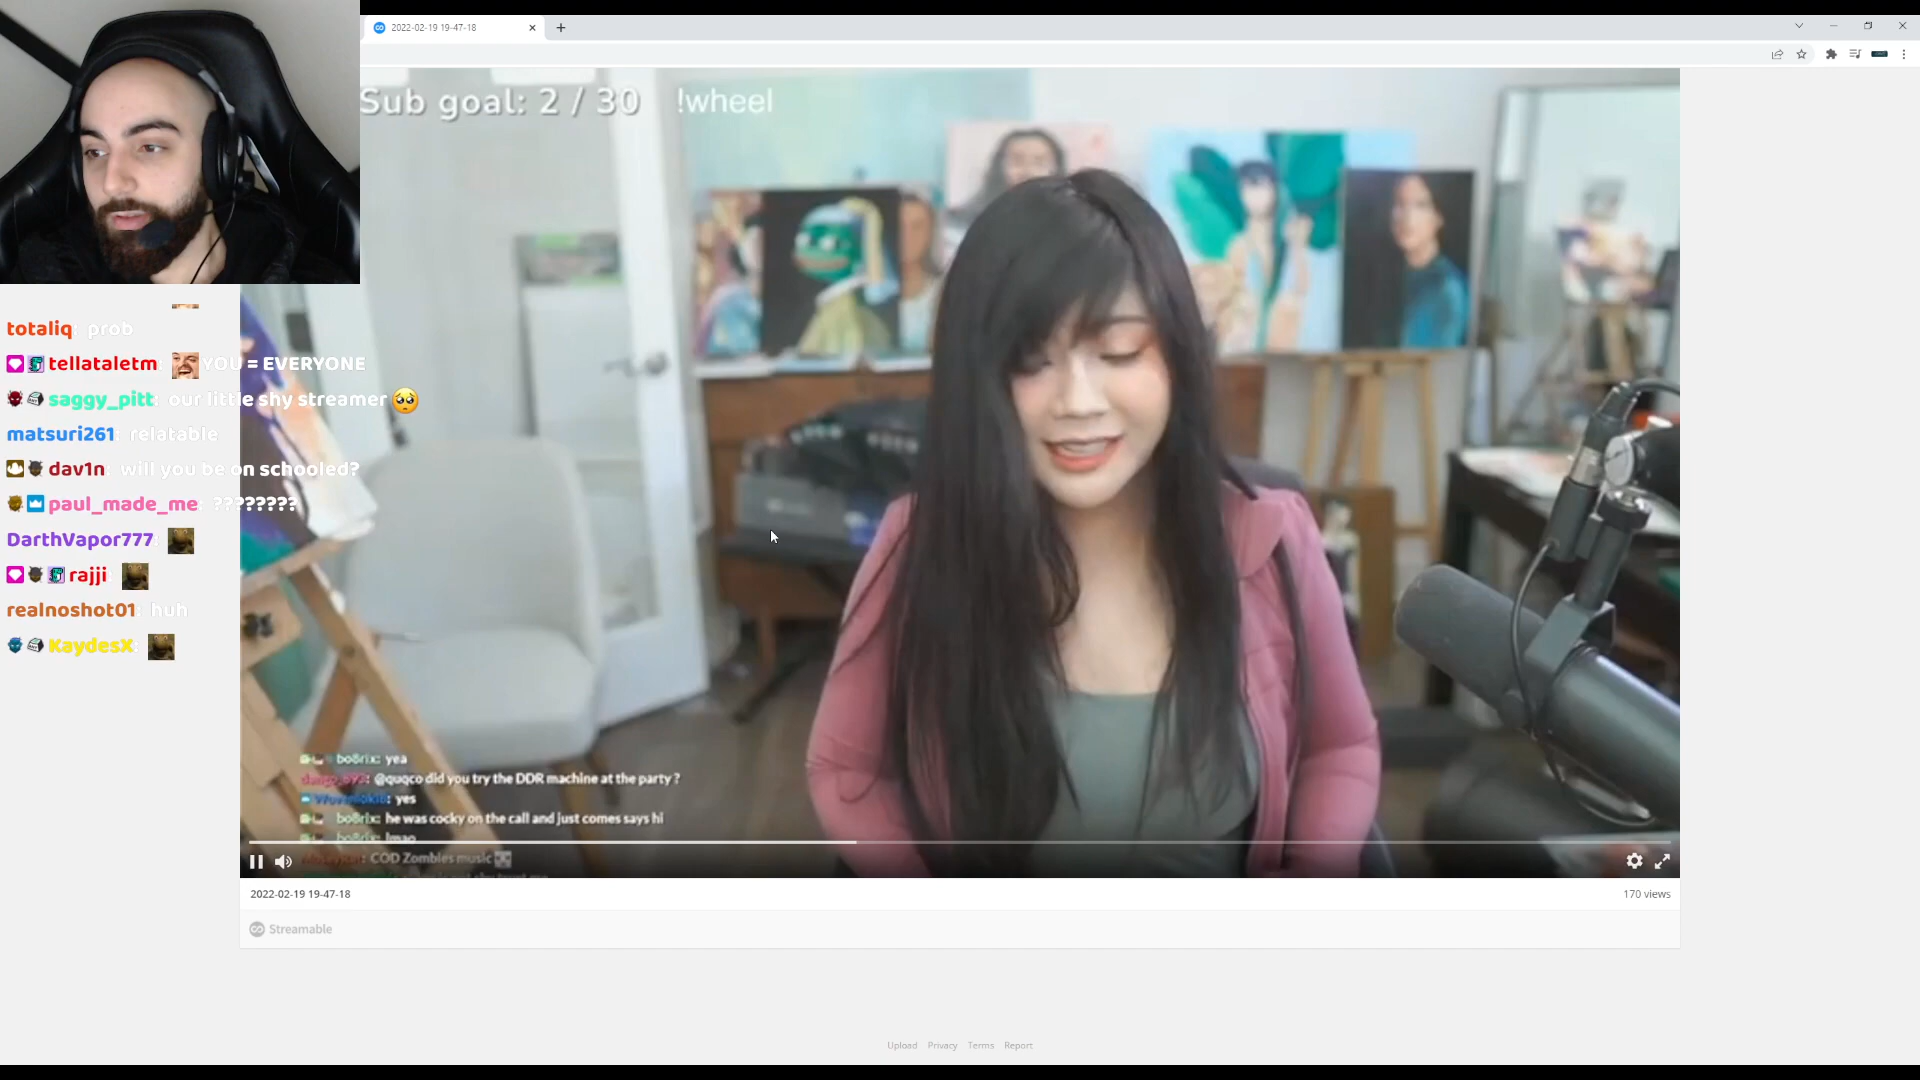 2022-02-19 19-47-18
Sub goal: 2 / 30 !wheel
totaliq: prob
tellataletm: YOU = EVERYONE
saggy_pitt: our little shy streamer
matsuri261: relatable
dav1n: will you be on schooled?
paul_made_me: ????????
DarthVapor777:
rajji:
realnoshot01: huh
KaydesX:
bo8rix: yea
@quqco did you try the DDR machine at the party ?
yes
bo8rix: he was cocky on the call and just comes says hi
bo8rix: lmao
COD Zombies music
2022-02-19 19-47-18
170 views
Streamable
Upload Privacy Terms Report